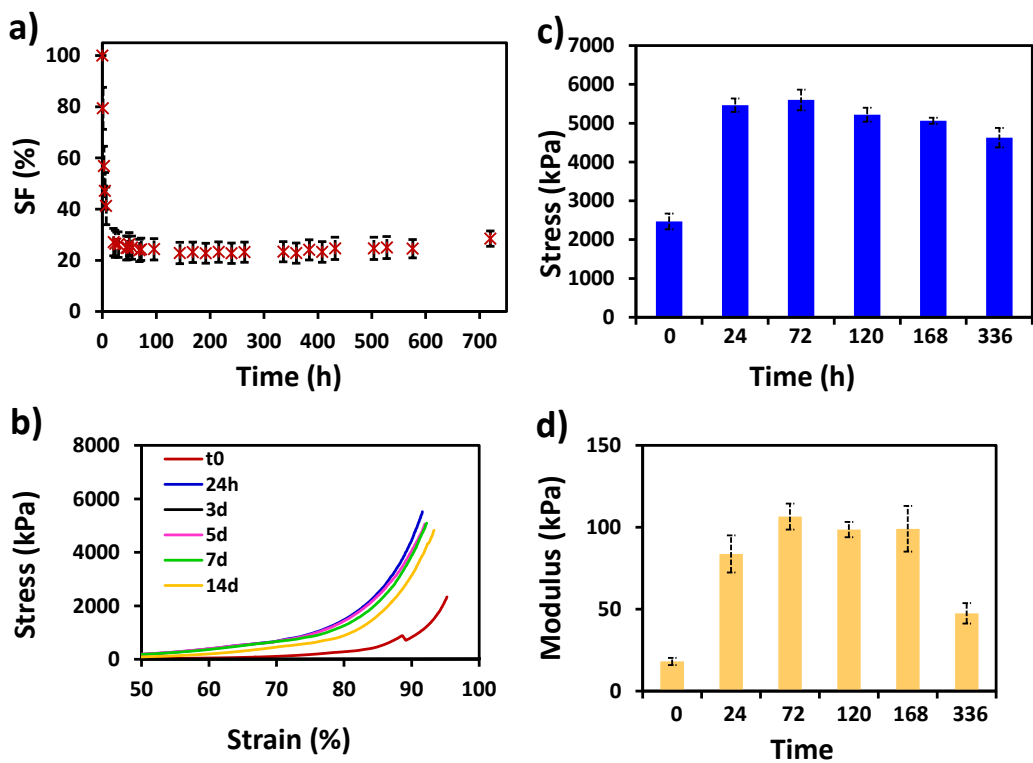 a)
SF (%)
100
80
60
40
20
0
0 100 200 300 400 500 600 700
Time (h)
b)
Stress (kPa)
8000
6000
4000
2000
0
t0
24h
3d
5d
7d
14d
50 60 70 80 90 100
Strain (%)
c)
Stress (kPa)
7000
6000
5000
4000
3000
2000
1000
0
0 24 72 120 168 336
Time (h)
d)
Modulus (kPa)
150
100
50
0
0 24 72 120 168 336
Time